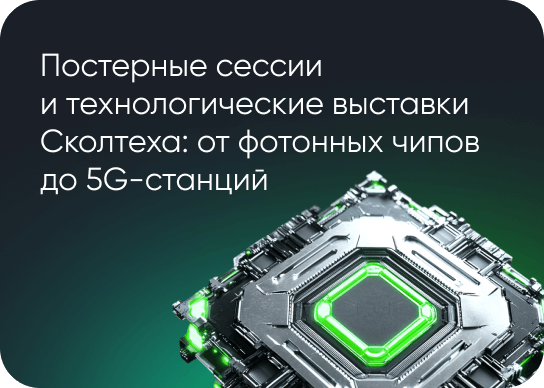 Постерные сессии
и технологические выставки
Сколтеха: от фотонных чипов
до 5G-станций